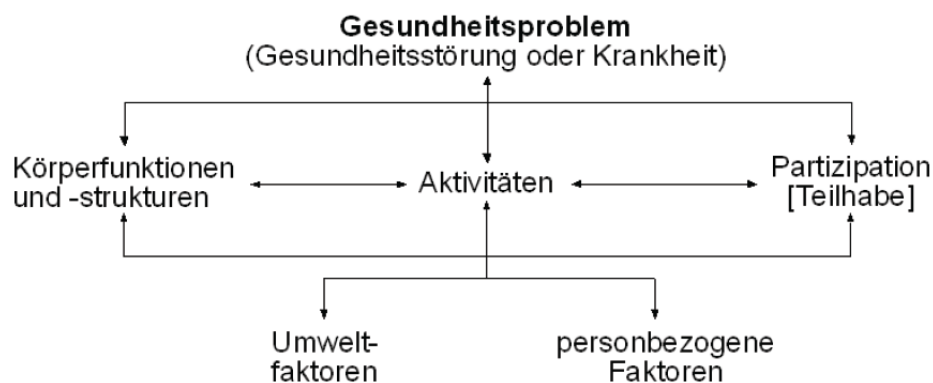 Gesundheitsproblem
(Gesundheitsstörung oder Krankheit)
Körperfunktionen
und -strukturen
Aktivitäten
Partizipation
[Teilhabe]
Umwelt-
faktoren
personbezogene
Faktoren